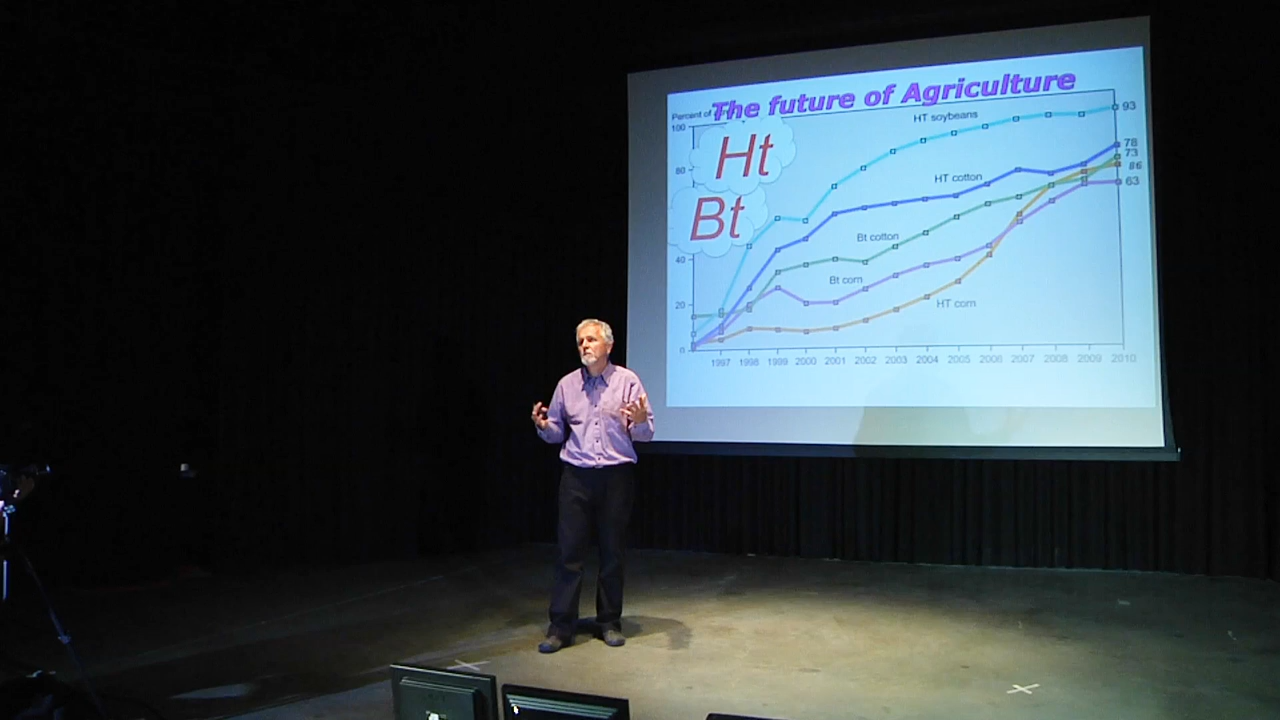 The future of Agriculture
Percent of
100
HT soybeans
93
Ht
78
73
86
80
HT cotton
63
Bt
Bt cotton
40
Bt corn
20
HT corn
0
1997 1998 1999 2000 2001 2002 2003 2004 2005 2006 2007 2008 2009 2010